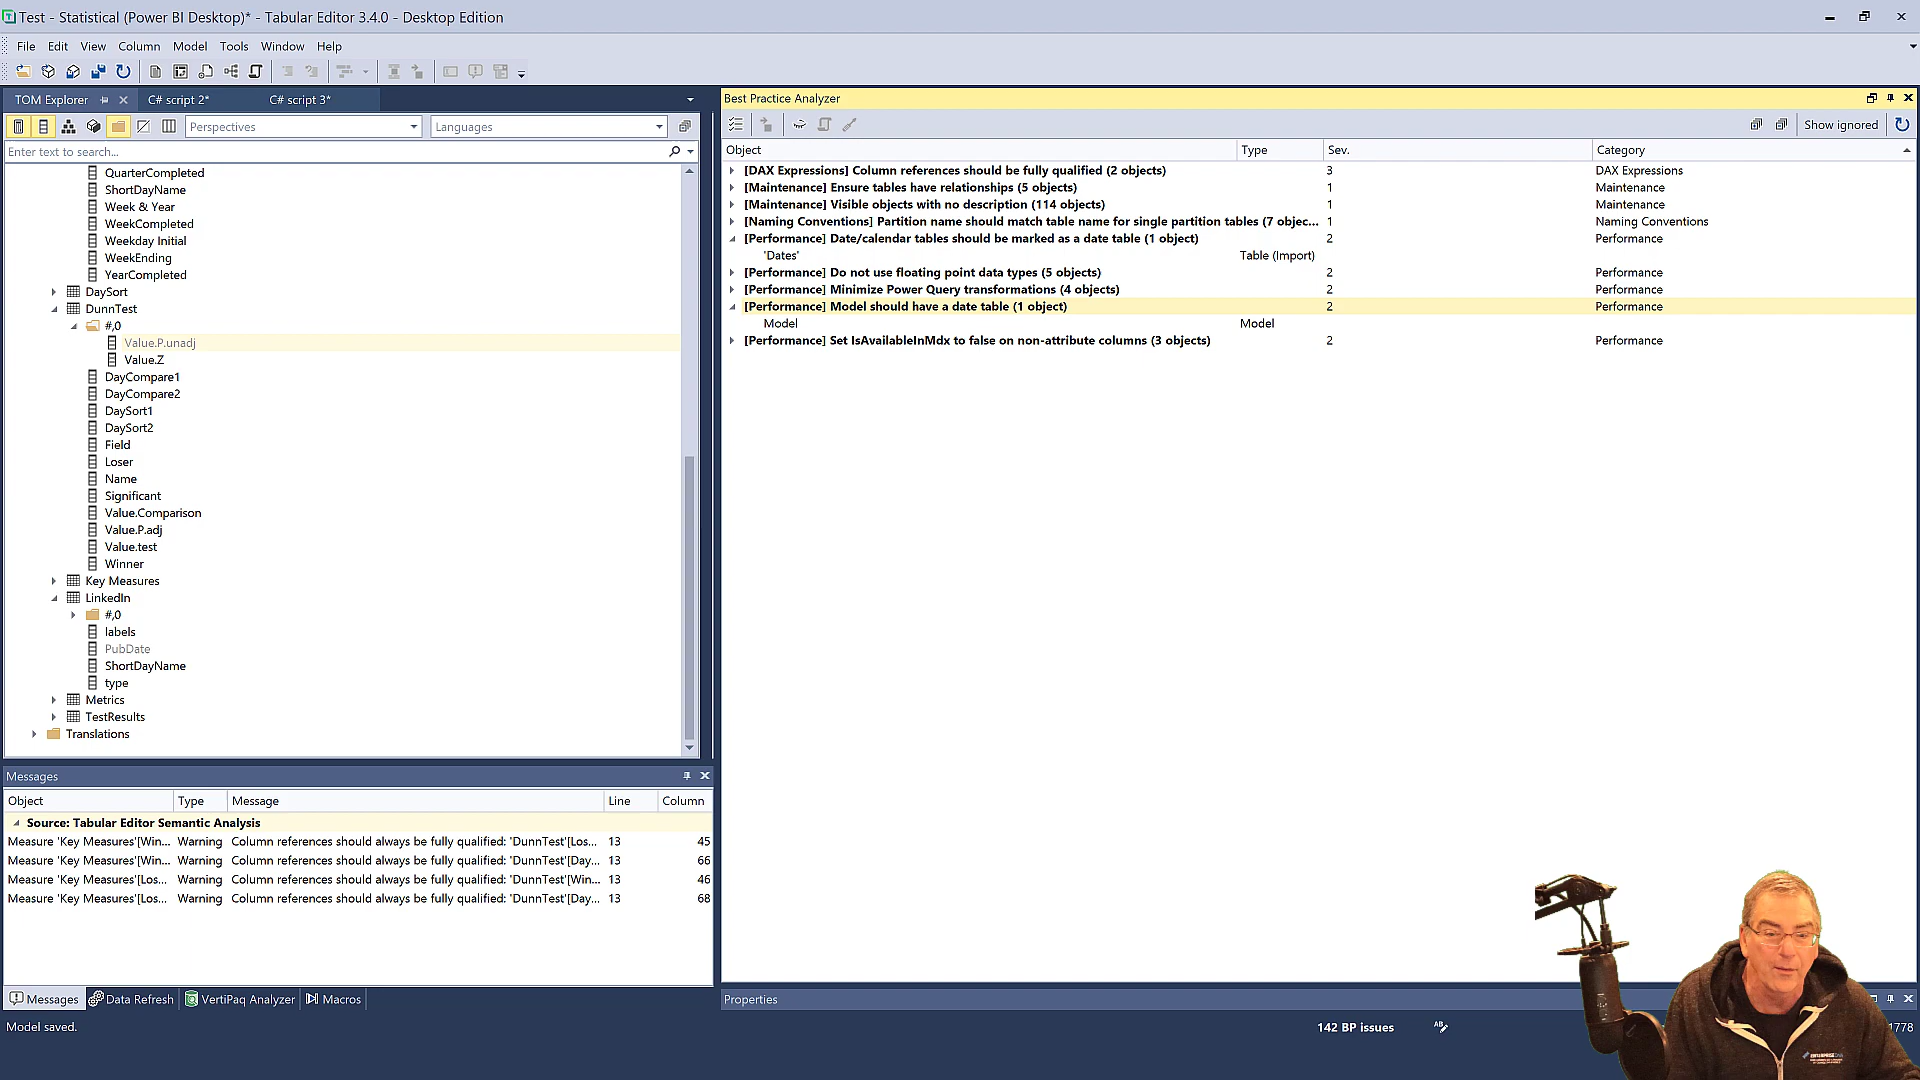 Test - Statistical (Power BI Desktop)* - Tabular Editor 3.4.0 - Desktop Edition
File Edit View Column Model Tools Window Help
TOM Explorer C# script 2* C# script 3*
Perspectives Languages
Enter text to search...
QuarterCompleted
ShortDayName
Week & Year
WeekCompleted
Weekday Initial
WeekEnding
YearCompleted
DaySort
DunnTest
#,0
Value.P.unadj
Value.Z
DayCompare1
DayCompare2
DaySort1
DaySort2
Field
Loser
Name
Significant
Value.Comparison
Value.P.adj
Value.test
Winner
Key Measures
LinkedIn
#,0
labels
PubDate
ShortDayName
type
Metrics
TestResults
Translations
Messages
Object Type Message Line Column
Source: Tabular Editor Semantic Analysis
Measure 'Key Measures'[Win... Warning Column references should always be fully qualified: 'DunnTest'[Los... 13 45
Measure 'Key Measures'[Win... Warning Column references should always be fully qualified: 'DunnTest'[Day... 13 66
Measure 'Key Measures'[Los... Warning Column references should always be fully qualified: 'DunnTest'[Win... 13 46
Measure 'Key Measures'[Los... Warning Column references should always be fully qualified: 'DunnTest'[Day... 13 68
Messages Data Refresh VertiPaq Analyzer Macros
Model saved.
Best Practice Analyzer
Show ignored
Object Type Sev. Category
[DAX Expressions] Column references should be fully qualified (2 objects) 3 DAX Expressions
[Maintenance] Ensure tables have relationships (5 objects) 1 Maintenance
[Maintenance] Visible objects with no description (114 objects) 1 Maintenance
[Naming Conventions] Partition name should match table name for single partition tables (7 objec... 1 Naming Conventions
[Performance] Date/calendar tables should be marked as a date table (1 object) 2 Performance
'Dates' Table (Import)
[Performance] Do not use floating point data types (5 objects) 2 Performance
[Performance] Minimize Power Query transformations (4 objects) 2 Performance
[Performance] Model should have a date table (1 object) 2 Performance
Model Model
[Performance] Set IsAvailableInMdx to false on non-attribute columns (3 objects) 2 Performance
Properties
142 BP issues
1778